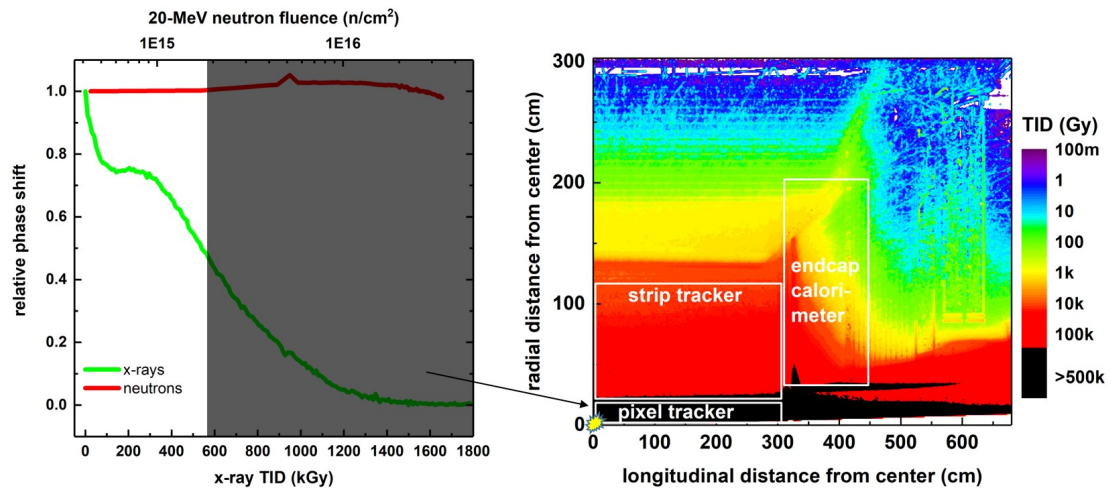 20-MeV neutron fluence (n/cm²)
1E15 1E16
1.0
0.8
0.6
0.4
0.2
0.0
relative phase shift
x-rays
neutrons
0 200 400 600 800 1000 1200 1400 1600 1800
x-ray TID (kGy)
300
200
100
0
radial distance from center (cm)
strip tracker
pixel tracker
endcap
calori-
meter
0 100 200 300 400 500 600
longitudinal distance from center (cm)
TID (Gy)
100m
1
10
100
1k
10k
100k
>500k